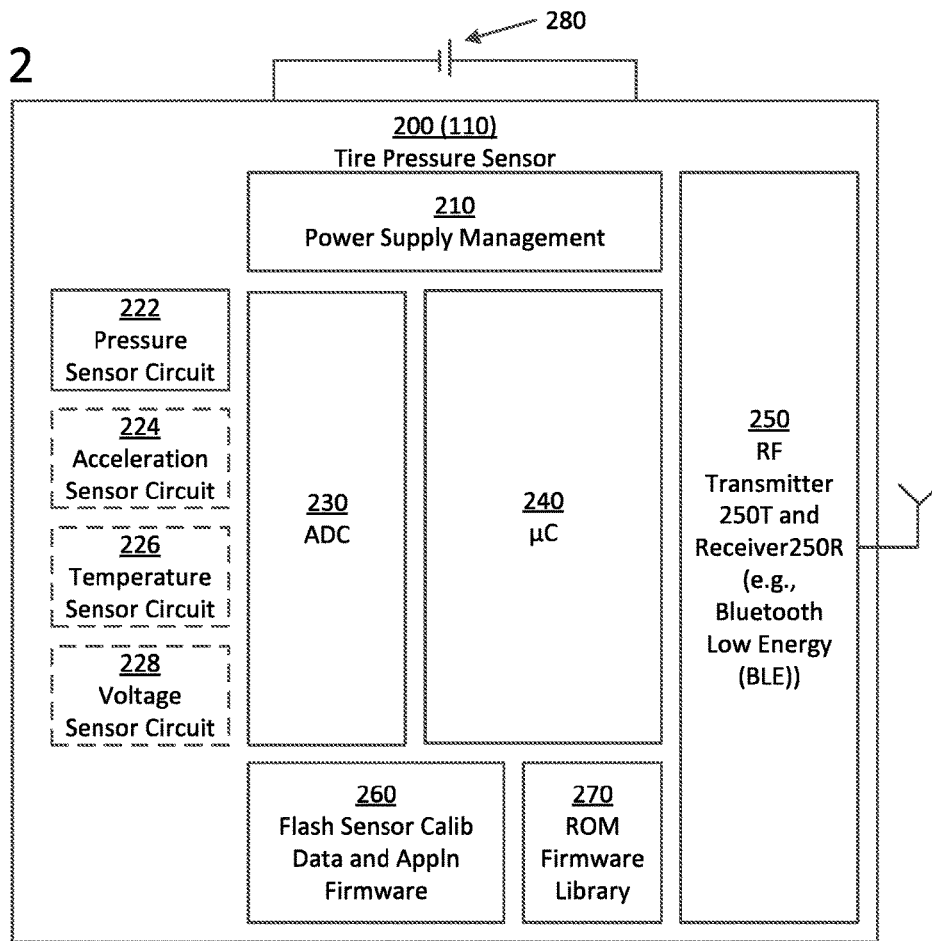 280
2
200 (110)
Tire Pressure Sensor
210
Power Supply Management
222
Pressure
Sensor Circuit
224
Acceleration
Sensor Circuit
226
Temperature
Sensor Circuit
228
Voltage
Sensor Circuit
230
ADC
240
µC
250
RF
Transmitter
250T and
Receiver250R
(e.g.,
Bluetooth
Low Energy
(BLE))
260
Flash Sensor Calib
Data and Appln
Firmware
270
ROM
Firmware
Library